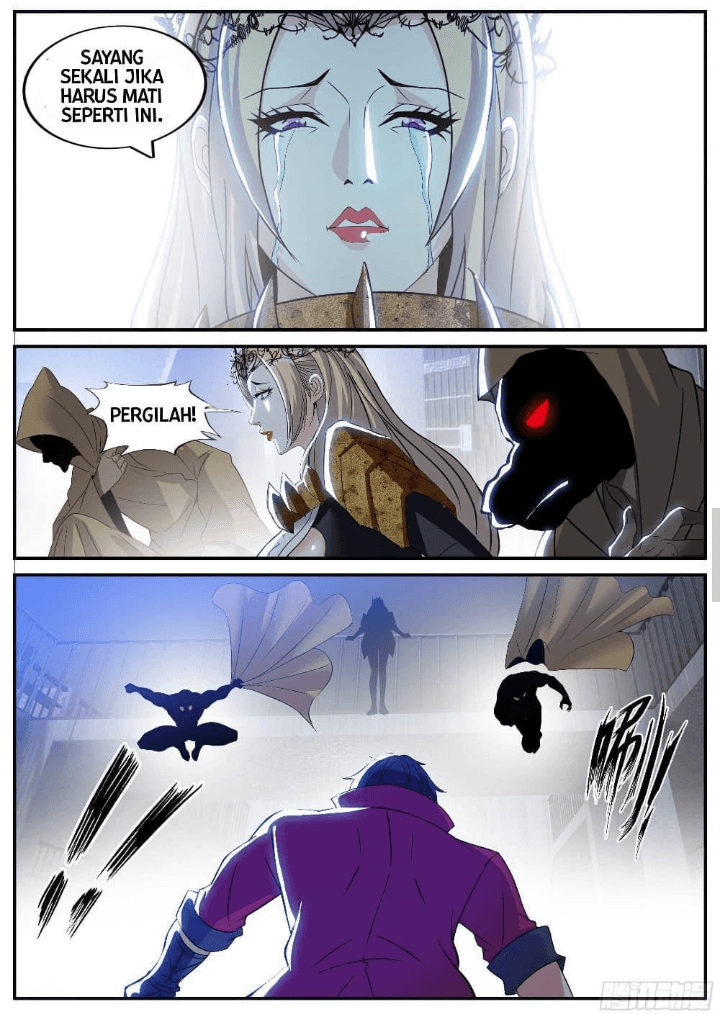 SAYANG
SEKALI JIKA
HARUS MATI
SEPERTI INI.
PERGILAH!